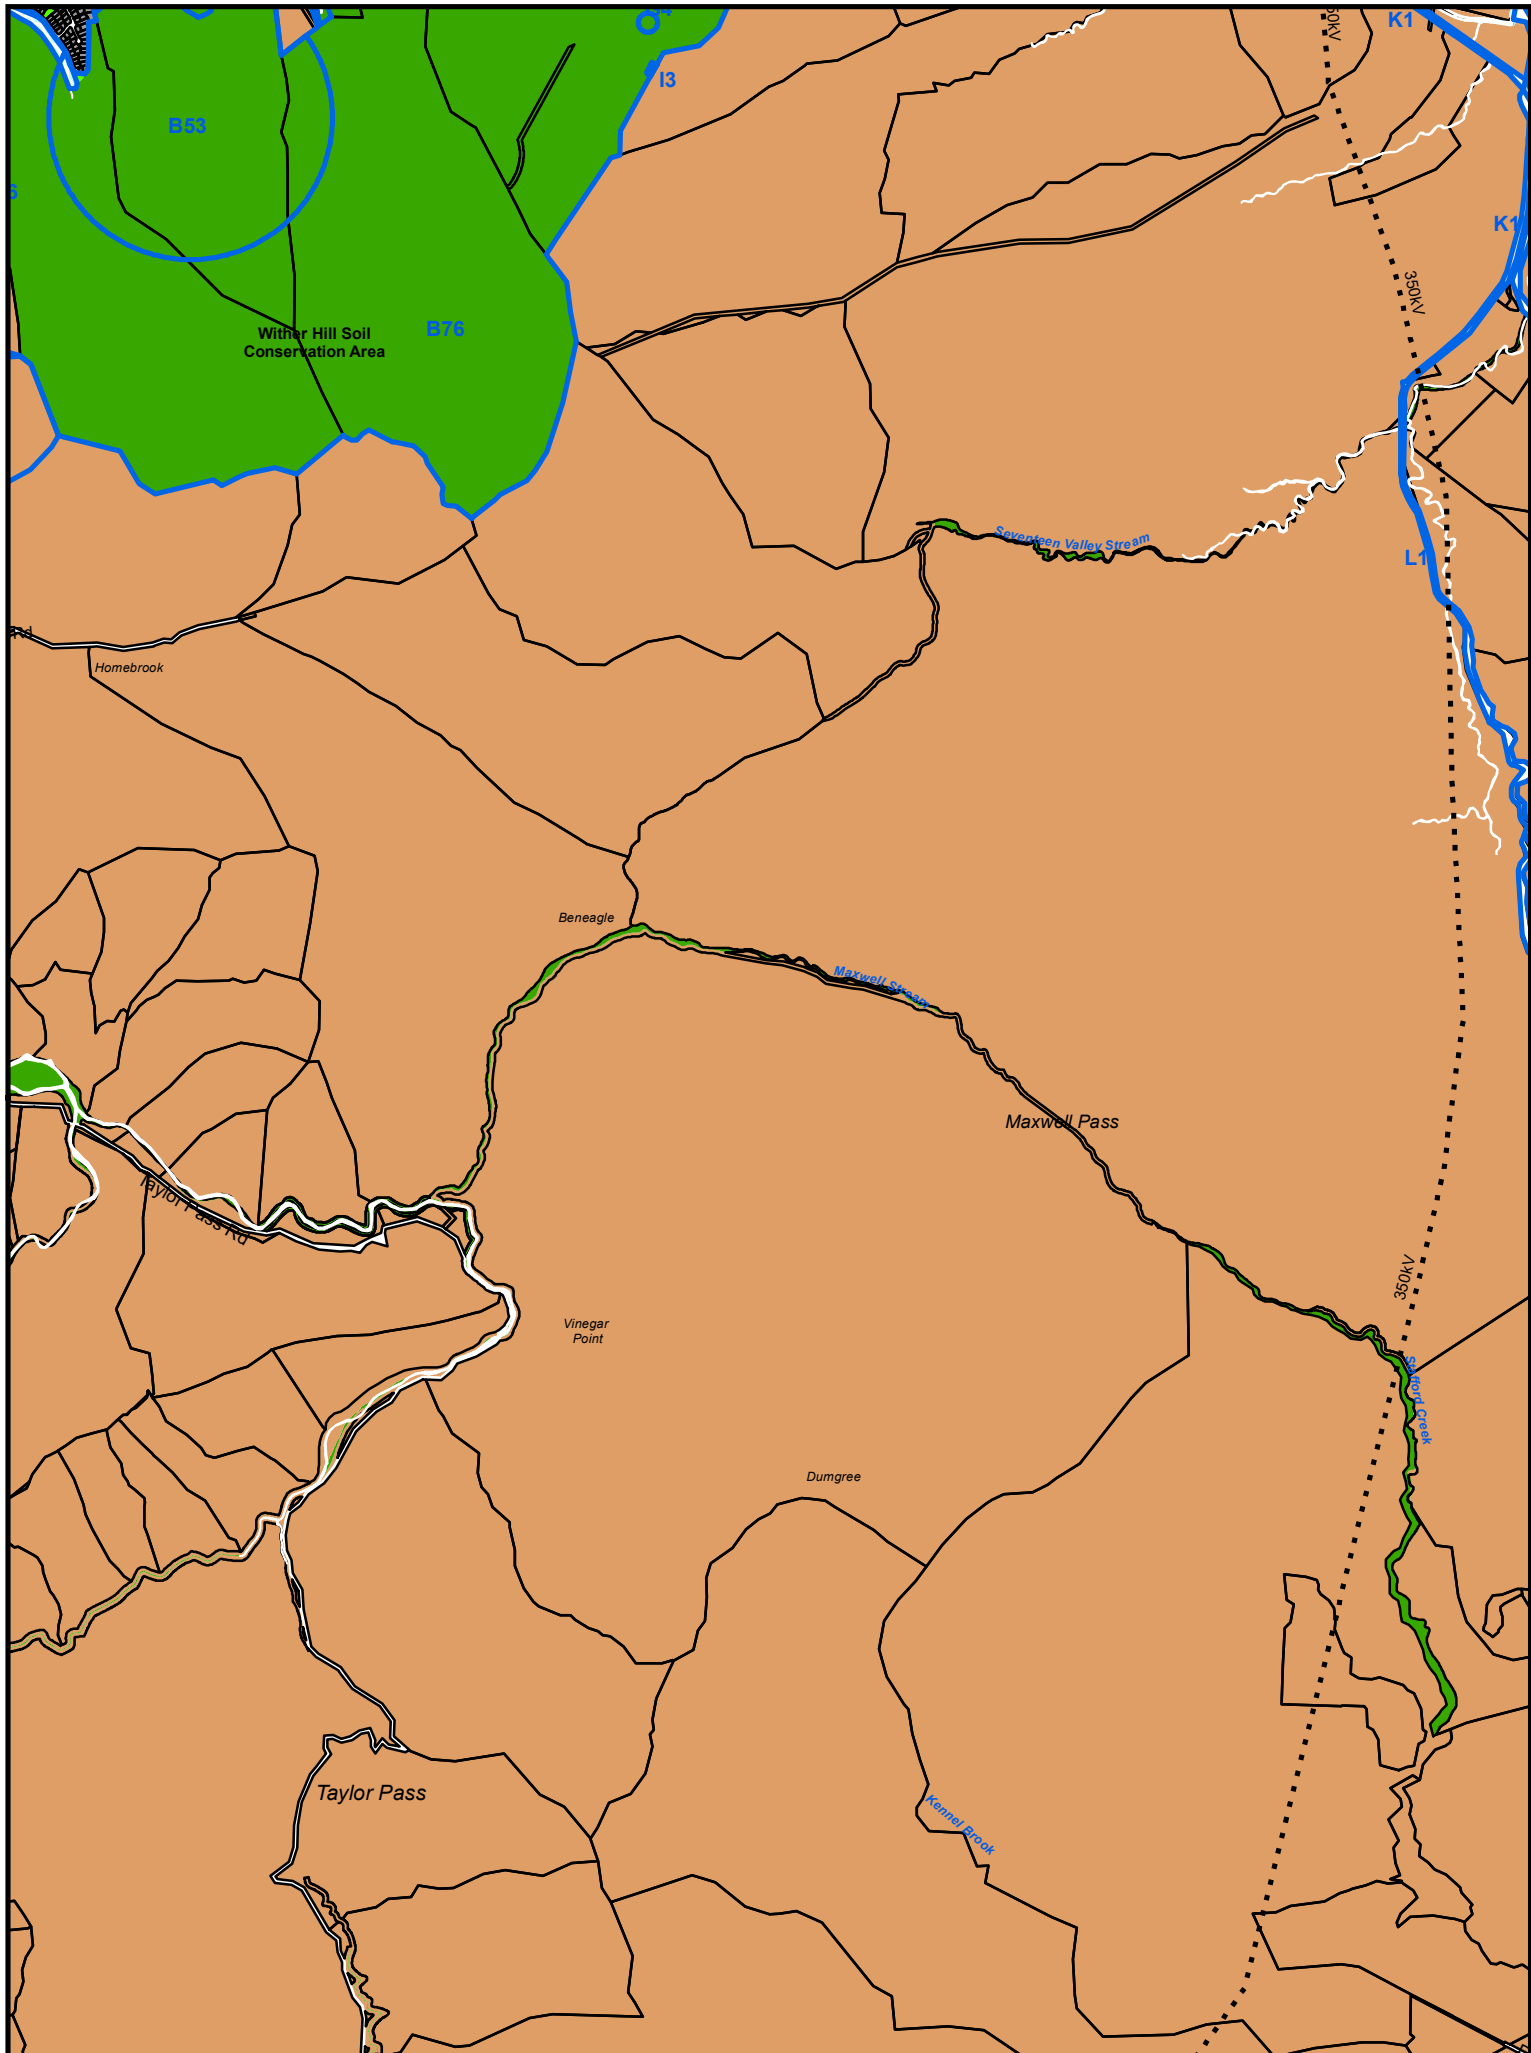 K1
I3
B53
K1
350kV
B76
Wither Hill Soil
Conservation Area
Seventeen Valley Stream
L1
Rd
Homebrook
Beneagle
Maxwell Stream
Maxwell Pass
Taylor Pass Rd
350kV
Vinegar
Point
Stafford Creek
Dumgree
Taylor Pass
Kennel Brook